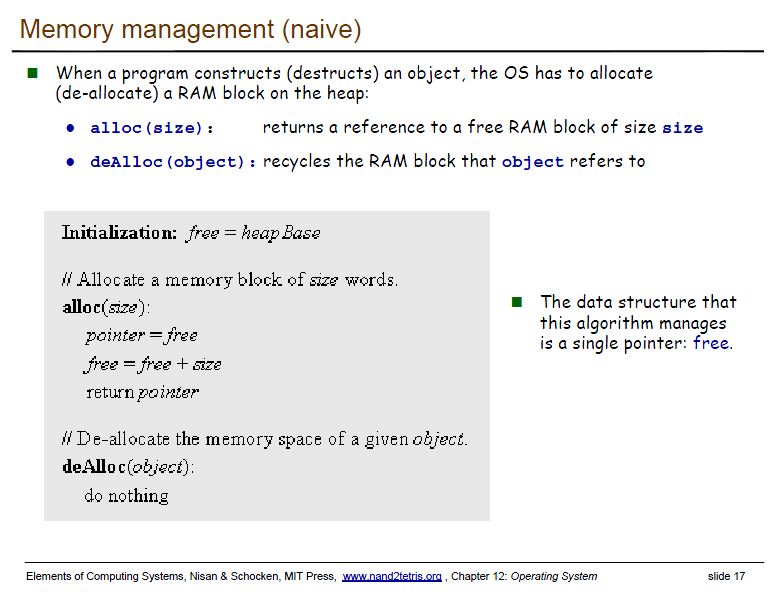 Memory management (naive)
When a program constructs (destructs) an object, the OS has to allocate
(de-allocate) a RAM block on the heap:
alloc(size): returns a reference to a free RAM block of size size
deAlloc(object): recycles the RAM block that object refers to
Initialization: free = heapBase
// Allocate a memory block of size words.
alloc(size):
pointer = free
free = free + size
return pointer
// De-allocate the memory space of a given object.
deAlloc(object):
do nothing
The data structure that
this algorithm manages
is a single pointer: free.
Elements of Computing Systems, Nisan & Schocken, MIT Press, www.nand2tetris.org , Chapter 12: Operating System slide 17